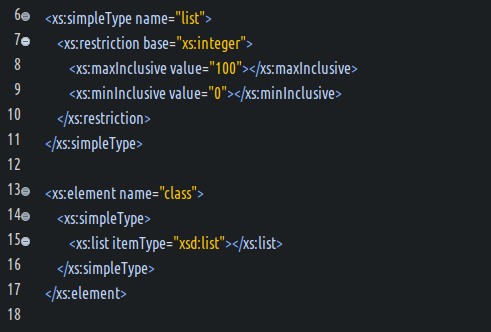 6 <xs:simpleType name="list">
7 <xs:restriction base="xs:integer">
8 <xs:maxInclusive value="100"></xs:maxInclusive>
9 <xs:minInclusive value="0"></xs:minInclusive>
10 </xs:restriction>
11 </xs:simpleType>
12
13 <xs:element name="class">
14 <xs:simpleType>
15 <xs:list itemType="xsd:list"></xs:list>
16 </xs:simpleType>
17 </xs:element>
18